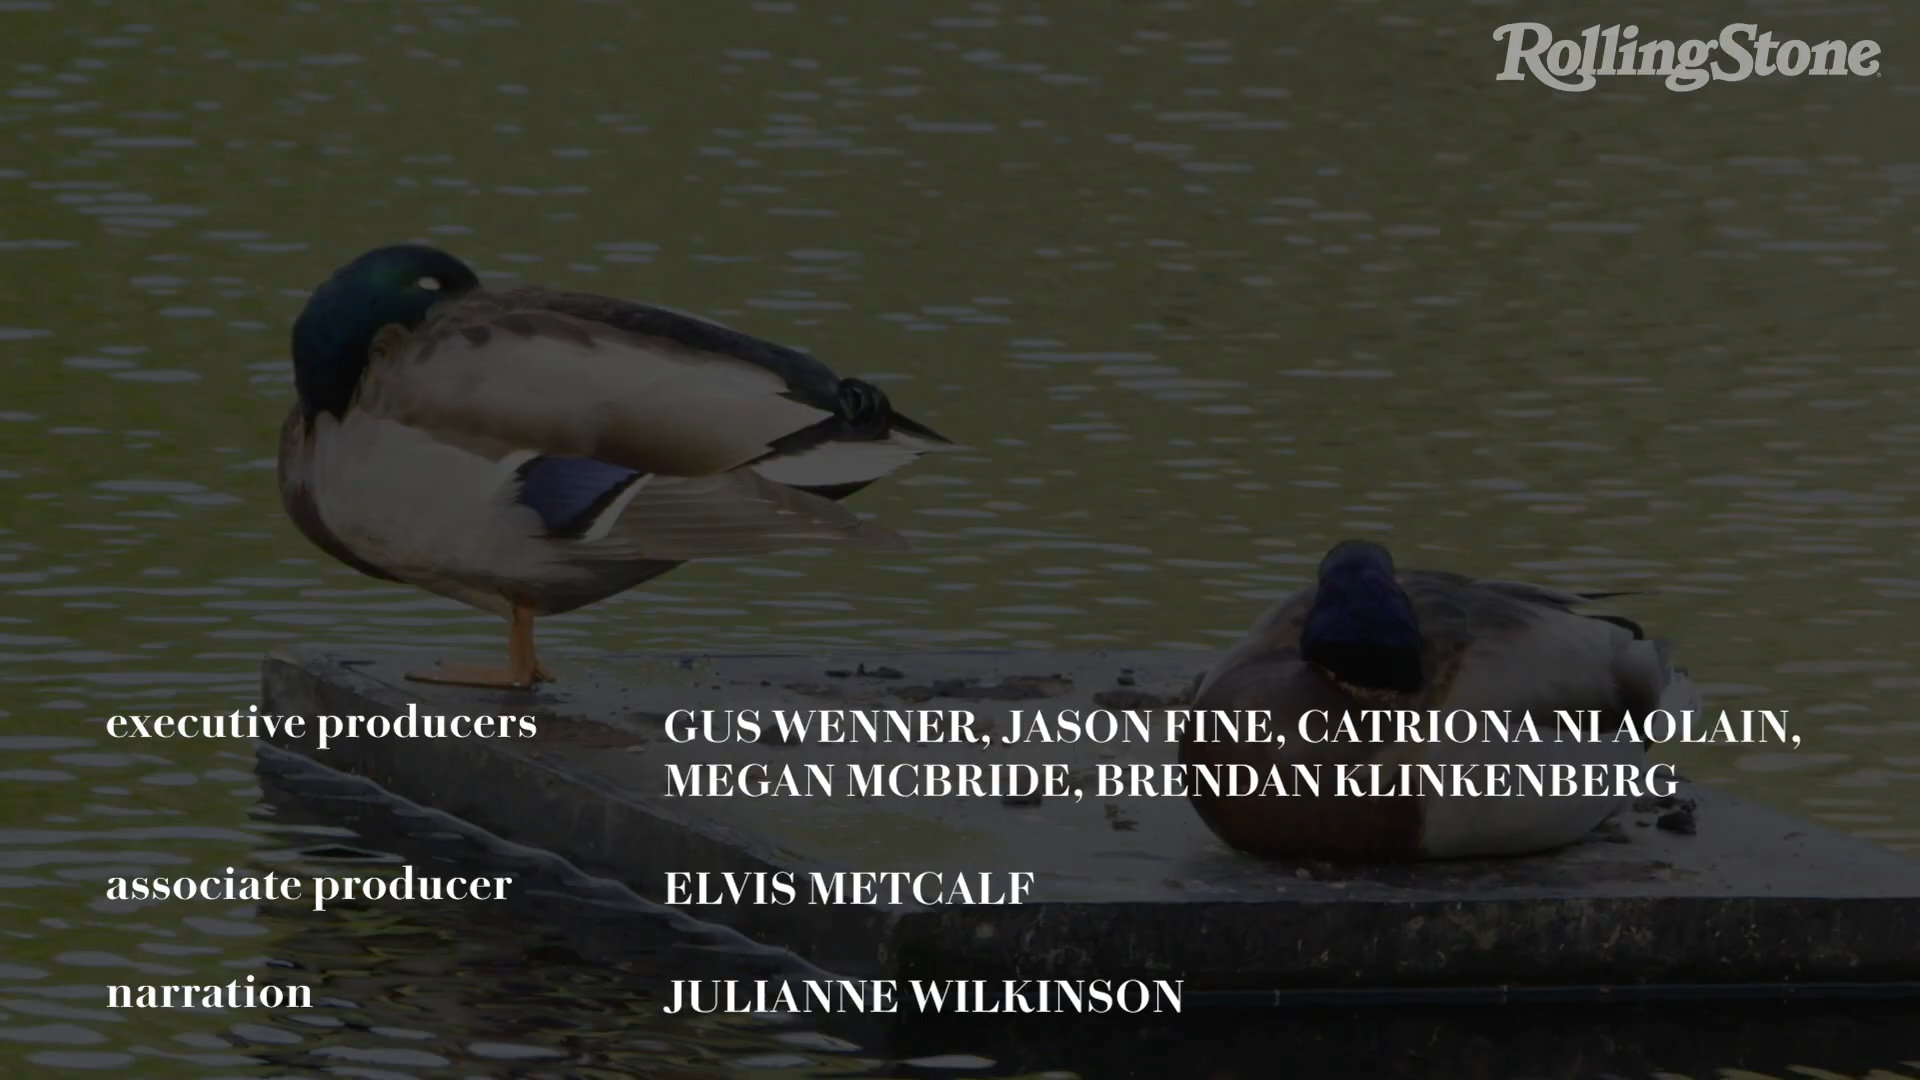 RollingStone
executive producers GUS WENNER, JASON FINE, CATRIONA NI AOLAIN,
MEGAN MCBRIDE, BRENDAN KLINKENBERG
associate producer ELVIS METCALF
narration JULIANNE WILKINSON